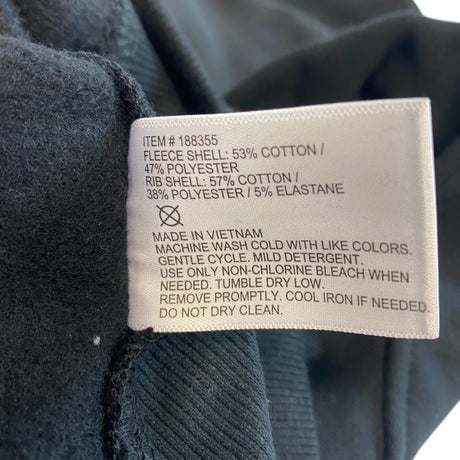 ITEM # 188355
FLEECE SHELL: 53% COTTON /
47% POLYESTER
RIB SHELL: 57% COTTON /
38% POLYESTER / 5% ELASTANE
MADE IN VIETNAM
MACHINE WASH COLD WITH LIKE COLORS.
GENTLE CYCLE. MILD DETERGENT.
USE ONLY NON-CHLORINE BLEACH WHEN
NEEDED. TUMBLE DRY LOW.
REMOVE PROMPTLY. COOL IRON IF NEEDED.
DO NOT DRY CLEAN.